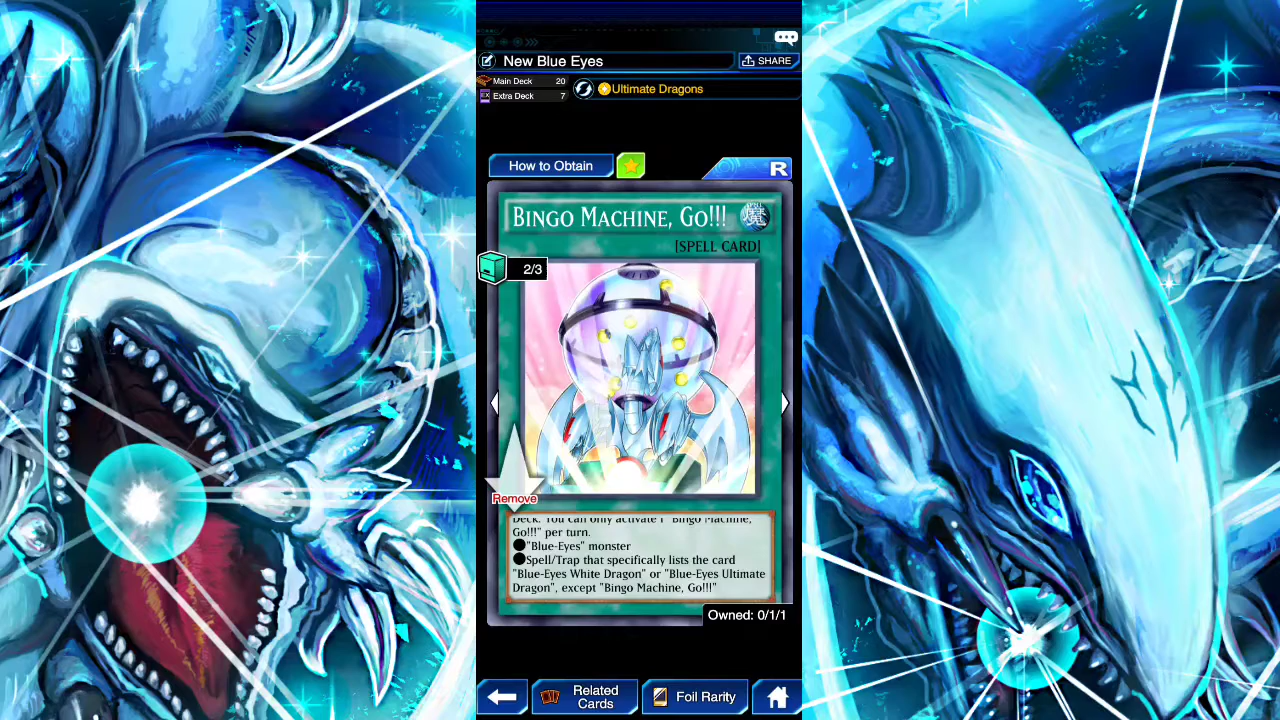 New Blue Eyes
SHARE
Main Deck 20
EX Extra Deck 7
Ultimate Dragons
How to Obtain
R
BINGO MACHINE, GO!!!
魔
[SPELL CARD]
2/3
Remove
Deck. You can only activate 1 "Bingo Machine,
Go!!!" per turn.
●"Blue-Eyes" monster
●Spell/Trap that specifically lists the card
"Blue-Eyes White Dragon" or "Blue-Eyes Ultimate
Dragon", except "Bingo Machine, Go!!!"
Owned: 0/1/1
Related
Cards
Foil Rarity